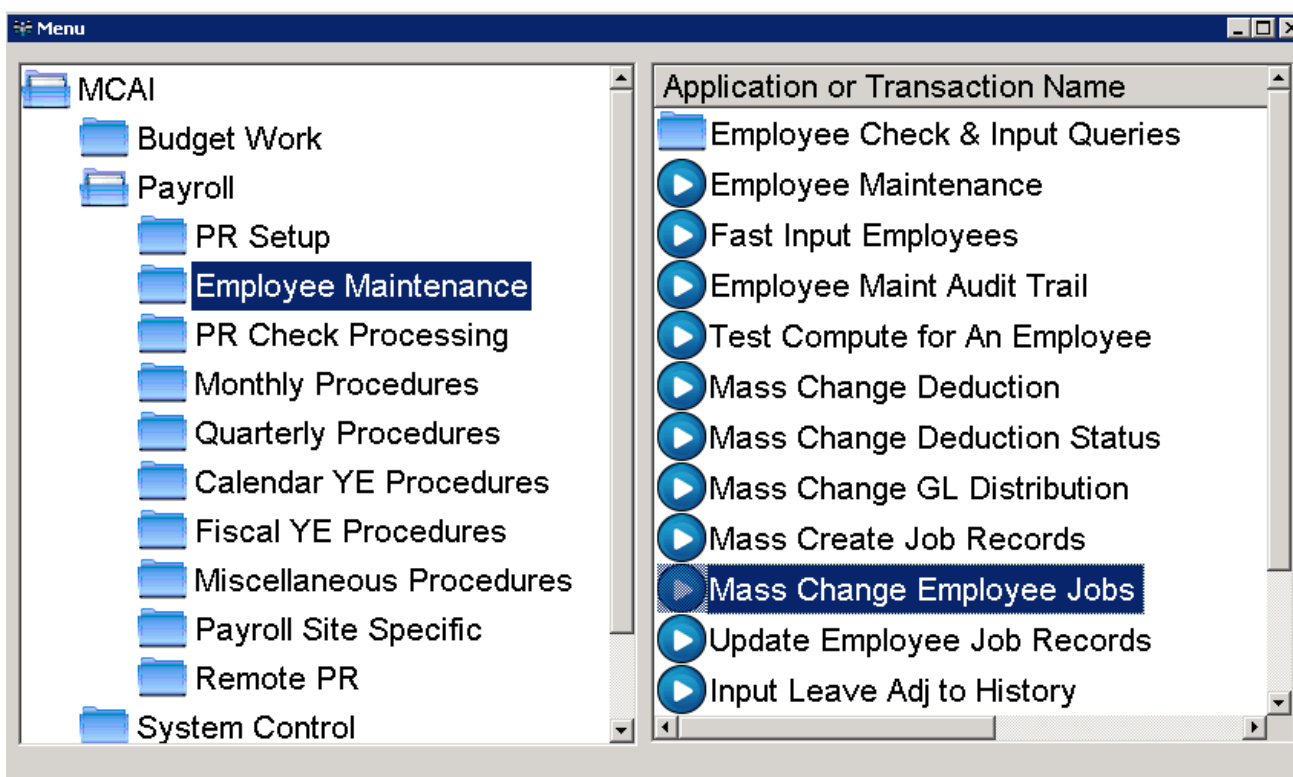 Menu
MCAI
Budget Work
Payroll
PR Setup
Employee Maintenance
PR Check Processing
Monthly Procedures
Quarterly Procedures
Calendar YE Procedures
Fiscal YE Procedures
Miscellaneous Procedures
Payroll Site Specific
Remote PR
System Control
Application or Transaction Name
Employee Check & Input Queries
Employee Maintenance
Fast Input Employees
Employee Maint Audit Trail
Test Compute for An Employee
Mass Change Deduction
Mass Change Deduction Status
Mass Change GL Distribution
Mass Create Job Records
Mass Change Employee Jobs
Update Employee Job Records
Input Leave Adj to History